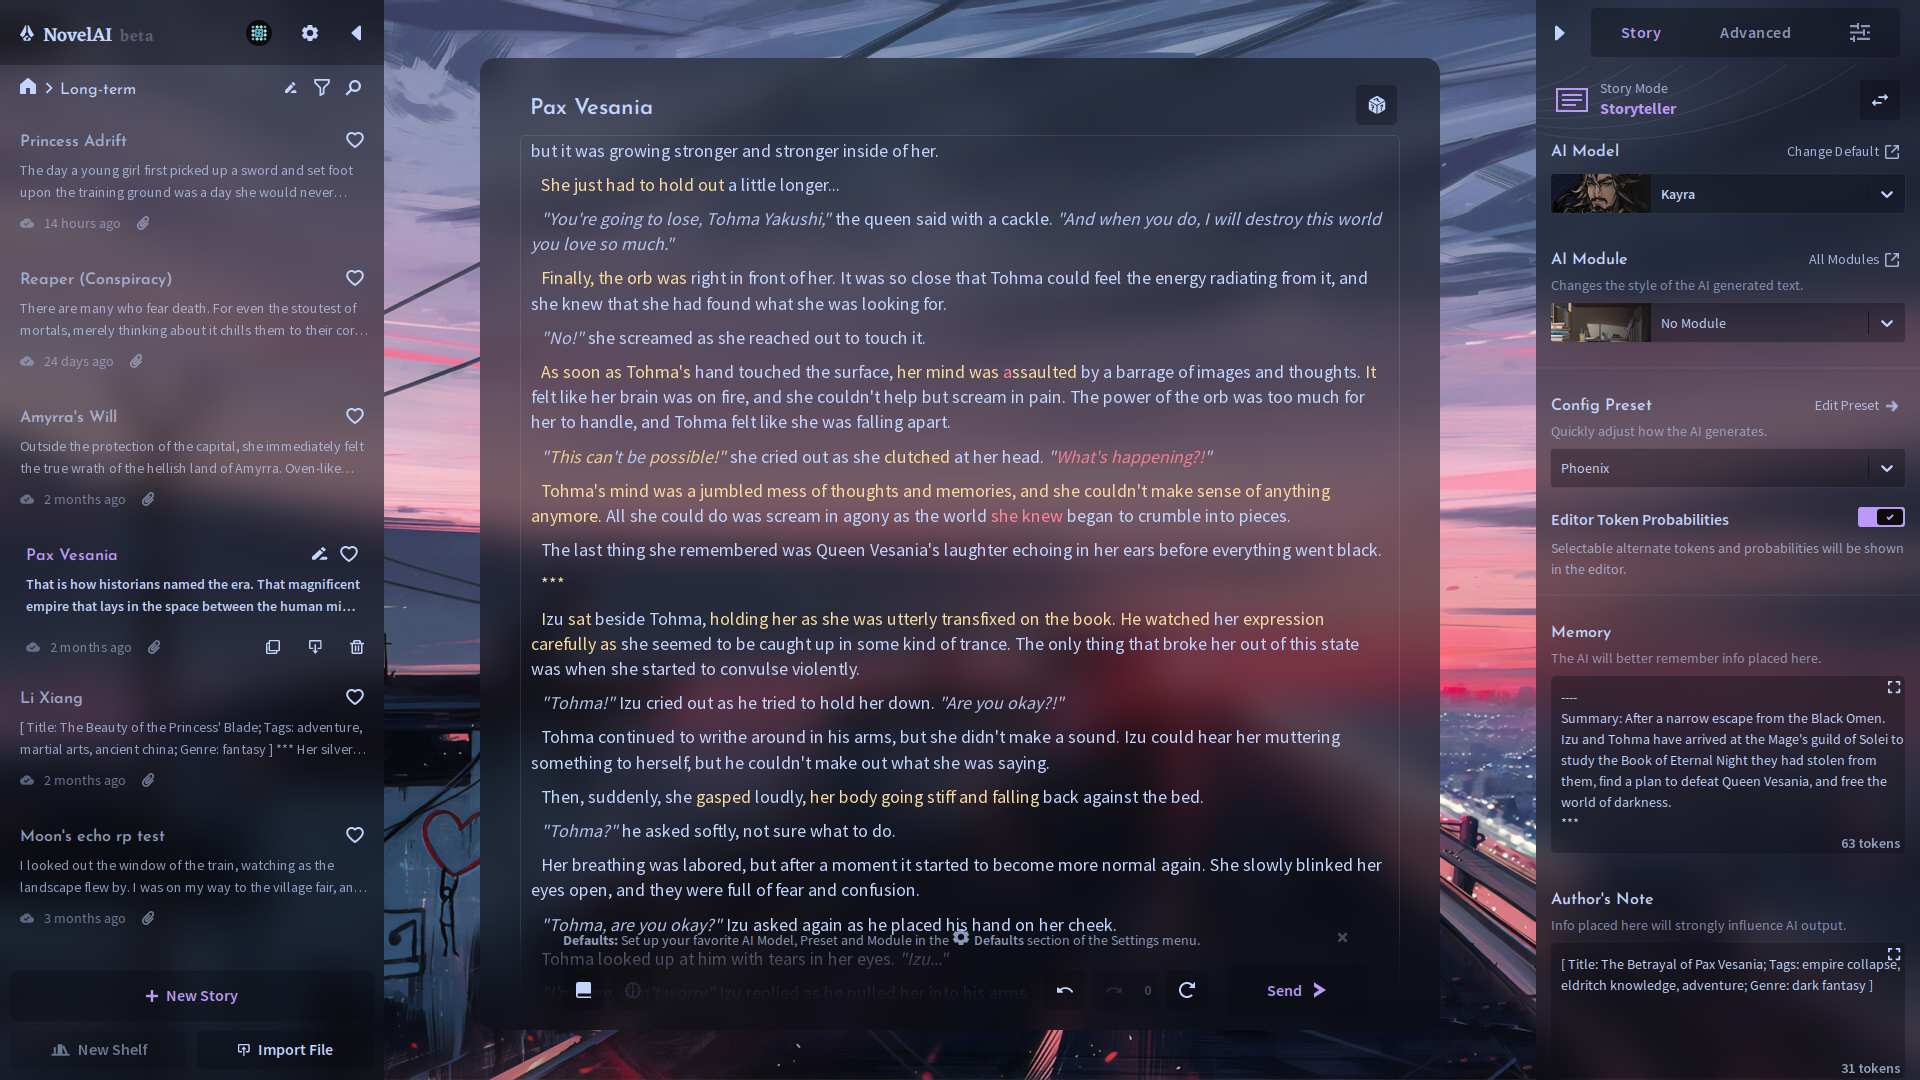 NovelAI beta
Long-term
Princess Adrift
The day a young girl first picked up a sword and set foot
upon the training ground was a day she would never…
14 hours ago
Reaper (Conspiracy)
There are many who fear death. For even the stoutest of
mortals, merely thinking about it chills them to their cor…
24 days ago
Amyrra's Will
Outside the protection of the capital, she immediately felt
the true wrath of the hellish land of Amyrra. Oven-like…
2 months ago
Pax Vesania
That is how historians named the era. That magnificent
empire that lays in the space between the human mi…
2 months ago
Li Xiang
[ Title: The Beauty of the Princess' Blade; Tags: adventure,
martial arts, ancient china; Genre: fantasy ] *** Her silver…
2 months ago
Moon's echo rp test
I looked out the window of the train, watching as the
landscape flew by. I was on my way to the village fair, an…
3 months ago
+ New Story
New Shelf
Import File
Pax Vesania
but it was growing stronger and stronger inside of her.
She just had to hold out a little longer...
"You're going to lose, Tohma Yakushi," the queen said with a cackle. "And when you do, I will destroy this world
you love so much."
Finally, the orb was right in front of her. It was so close that Tohma could feel the energy radiating from it, and
she knew that she had found what she was looking for.
"No!" she screamed as she reached out to touch it.
As soon as Tohma's hand touched the surface, her mind was assaulted by a barrage of images and thoughts. It
felt like her brain was on fire, and she couldn't help but scream in pain. The power of the orb was too much for
her to handle, and Tohma felt like she was falling apart.
"This can't be possible!" she cried out as she clutched at her head. "What's happening?!"
Tohma's mind was a jumbled mess of thoughts and memories, and she couldn't make sense of anything
anymore. All she could do was scream in agony as the world she knew began to crumble into pieces.
The last thing she remembered was Queen Vesania's laughter echoing in her ears before everything went black.
***
Izu sat beside Tohma, holding her as she was utterly transfixed on the book. He watched her expression
carefully as she seemed to be caught up in some kind of trance. The only thing that broke her out of this state
was when she started to convulse violently.
"Tohma!" Izu cried out as he tried to hold her down. "Are you okay?!"
Tohma continued to writhe around in his arms, but she didn't make a sound. Izu could hear her muttering
something to herself, but he couldn't make out what she was saying.
Then, suddenly, she gasped loudly, her body going stiff and falling back against the bed.
"Tohma?" he asked softly, not sure what to do.
Her breathing was labored, but after a moment it started to become more normal again. She slowly blinked her
eyes open, and they were full of fear and confusion.
"Tohma, are you okay?" Izu asked again as he placed his hand on her cheek.
Defaults: Set up your favorite AI Model, Preset and Module in the Defaults section of the Settings menu.
Tohma looked up at him with tears in her eyes. "Izu..."
"I'm here, don't worry." Izu replied as he pulled her into his arms.
0
Send
Story
Advanced
Story Mode
Storyteller
AI Model
Change Default
Kayra
AI Module
All Modules
Changes the style of the AI generated text.
No Module
Config Preset
Edit Preset
Quickly adjust how the AI generates.
Phoenix
Editor Token Probabilities
Selectable alternate tokens and probabilities will be shown
in the editor.
Memory
The AI will better remember info placed here.
----
Summary: After a narrow escape from the Black Omen.
Izu and Tohma have arrived at the Mage's guild of Solei to
study the Book of Eternal Night they had stolen from
them, find a plan to defeat Queen Vesania, and free the
world of darkness.
***
63 tokens
Author's Note
Info placed here will strongly influence AI output.
[ Title: The Betrayal of Pax Vesania; Tags: empire collapse,
eldritch knowledge, adventure; Genre: dark fantasy ]
31 tokens